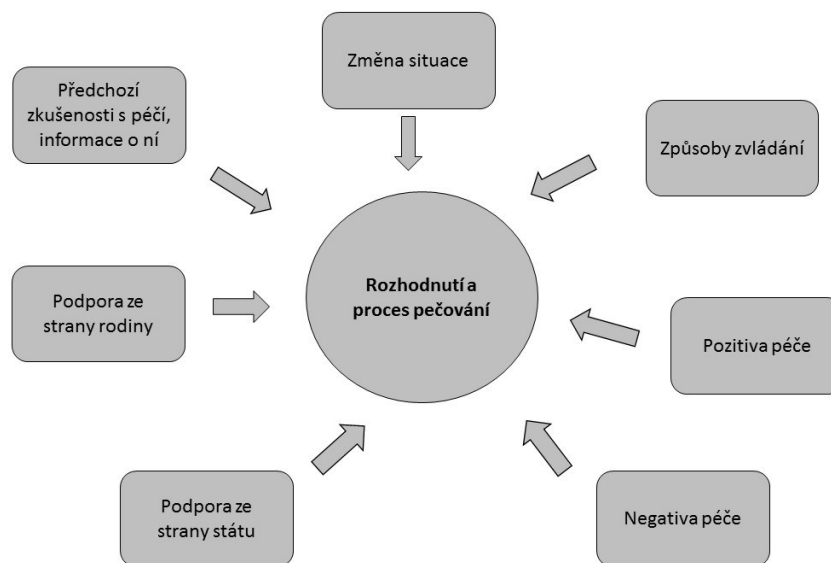 Změna situace
Předchozí
zkušenosti s péčí,
informace o ní
Způsoby zvládání
Rozhodnutí a
proces pečování
Podpora ze
strany rodiny
Pozitiva péče
Podpora ze
strany státu
Negativa péče